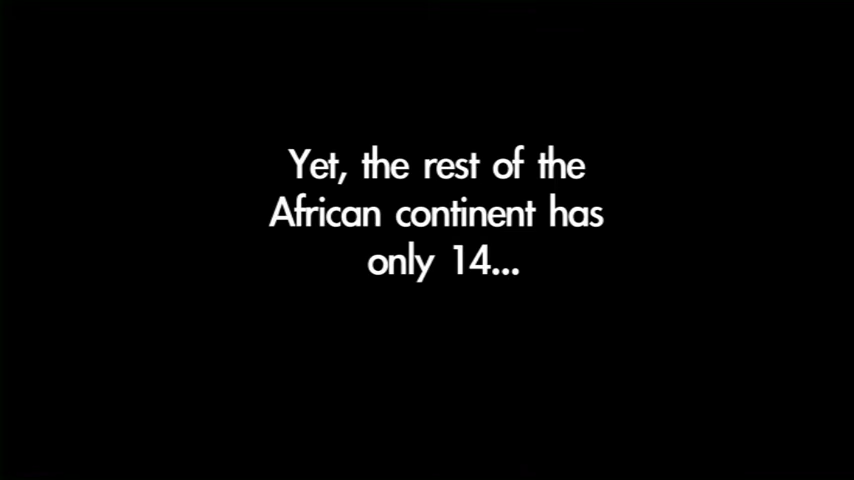 Yet, the rest of the
African continent has
only 14...